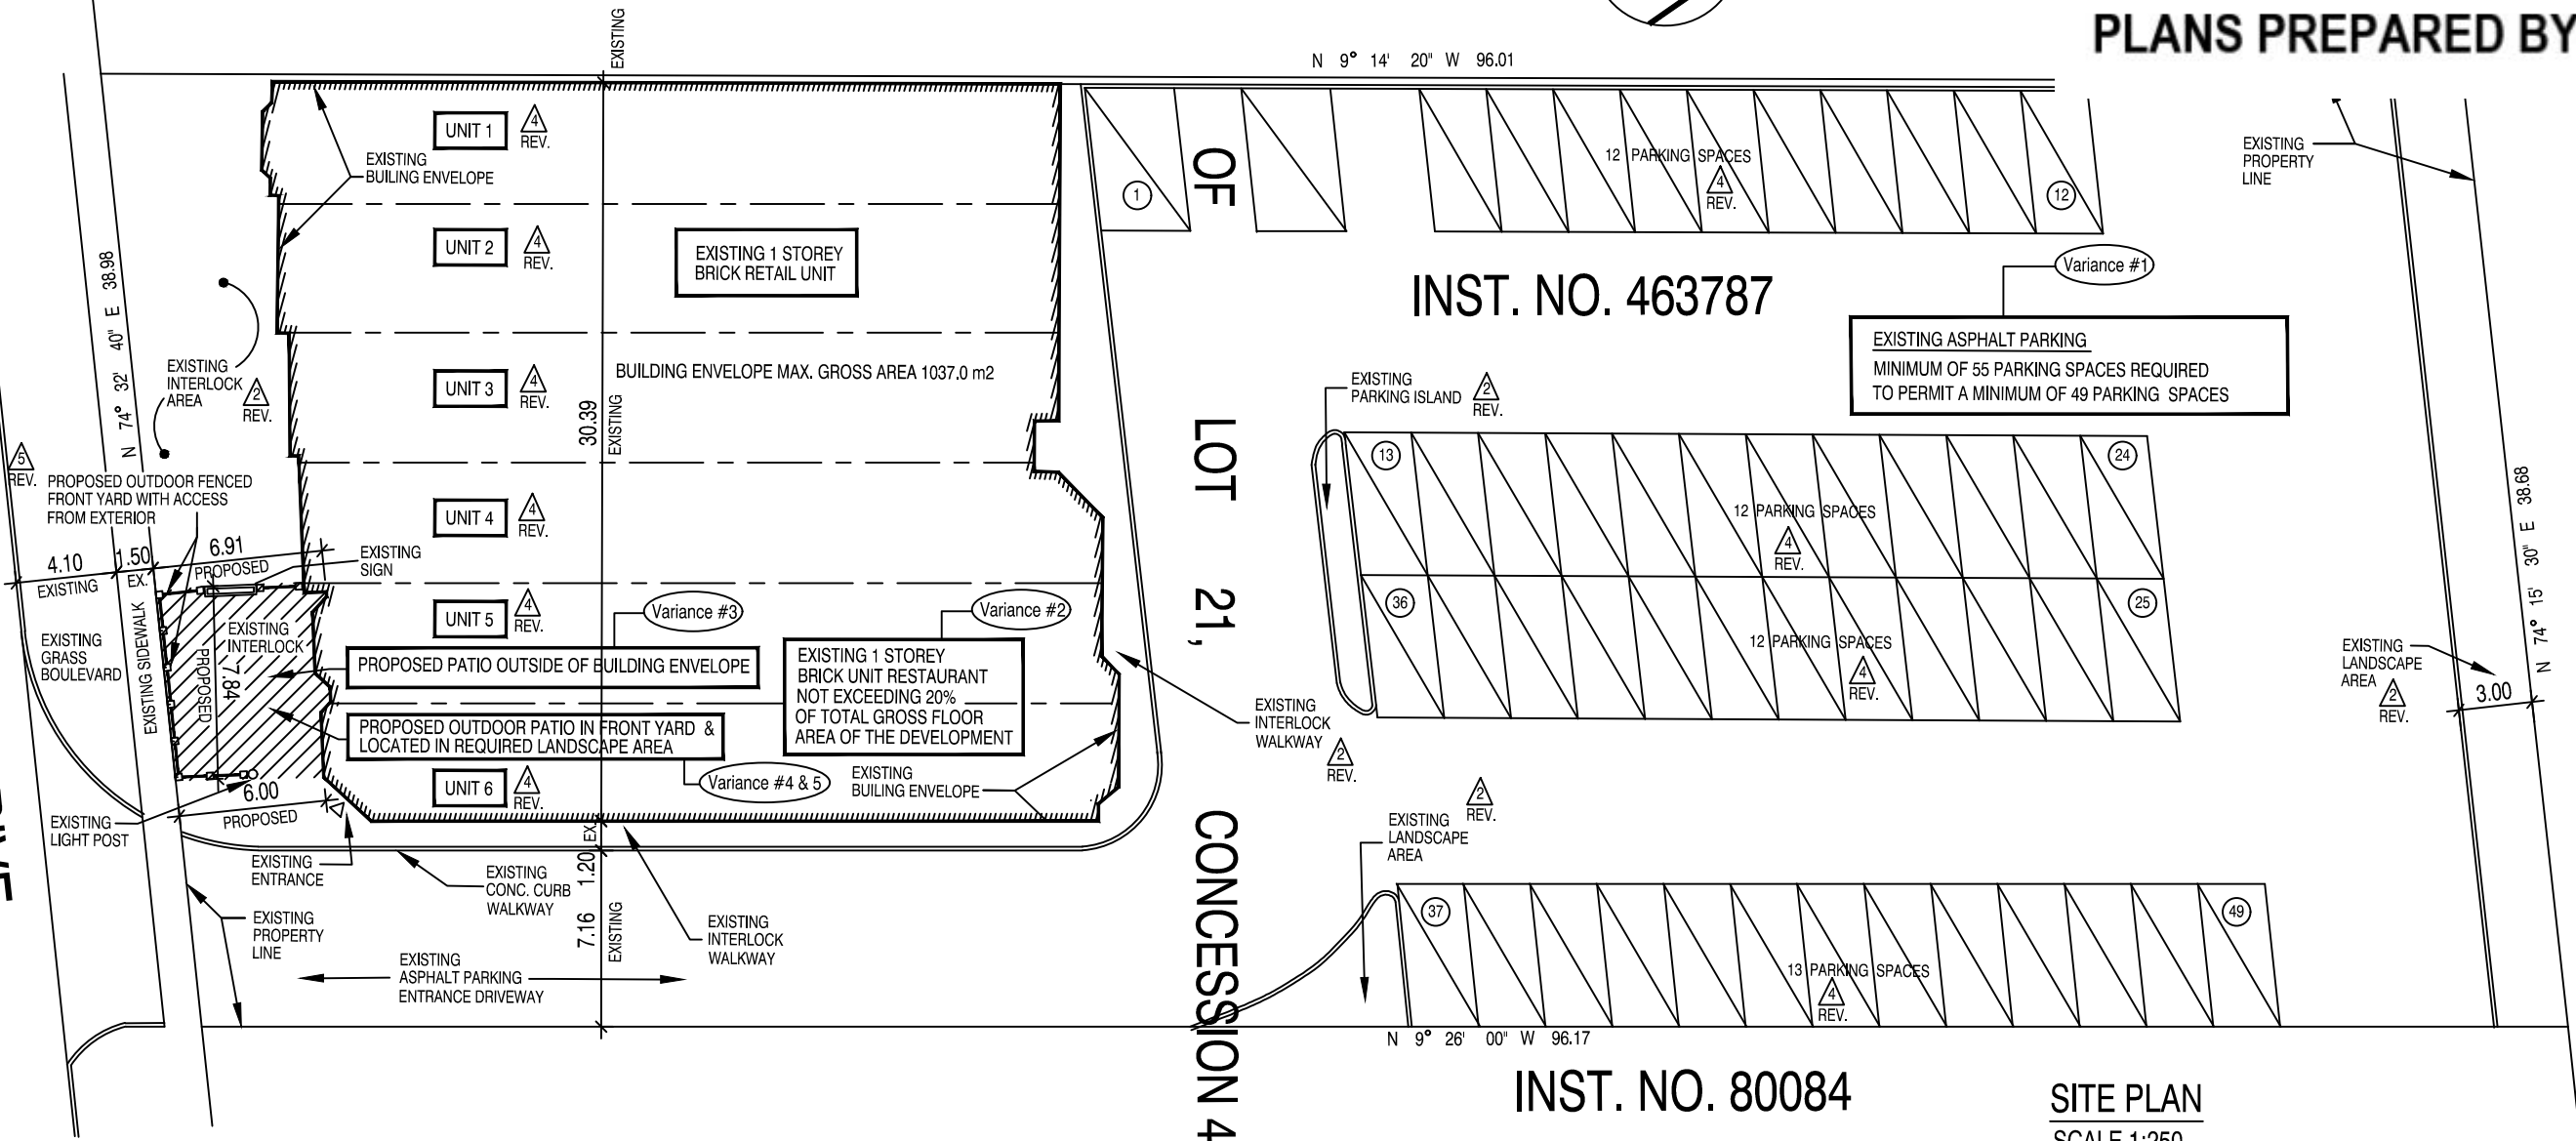 PLANS PREPARED BY
N 9° 14' 20" W 96.01
EXISTING
UNIT 1
4
REV.
EXISTING
BUILING ENVELOPE
UNIT 2
4
REV.
EXISTING 1 STOREY
BRICK RETAIL UNIT
UNIT 3
4
REV.
BUILDING ENVELOPE MAX. GROSS AREA 1037.0 m2
30.39
EXISTING
UNIT 4
4
REV.
UNIT 5
4
REV.
UNIT 6
4
REV.
N 74° 32' 40" E 38.98
EXISTING
INTERLOCK
AREA
2
REV.
5
REV.
PROPOSED OUTDOOR FENCED
FRONT YARD WITH ACCESS
FROM EXTERIOR
4.10
EXISTING
1.50
EX.
6.91
PROPOSED
EXISTING
SIGN
EXISTING
GRASS
BOULEVARD
EXISTING SIDEWALK
EXISTING
INTERLOCK
PROPOSED
7.84
Variance #3
PROPOSED PATIO OUTSIDE OF BUILDING ENVELOPE
Variance #2
EXISTING 1 STOREY
BRICK UNIT RESTAURANT
NOT EXCEEDING 20%
OF TOTAL GROSS FLOOR
AREA OF THE DEVELOPMENT
PROPOSED OUTDOOR PATIO IN FRONT YARD &
LOCATED IN REQUIRED LANDSCAPE AREA
Variance #4 & 5
EXISTING
BUILING ENVELOPE
6.00
PROPOSED
EXISTING
LIGHT POST
EXISTING
ENTRANCE
EXISTING
PROPERTY
LINE
EXISTING
CONC. CURB
WALKWAY
EX.
1.20
7.16
EXISTING
EXISTING
INTERLOCK
WALKWAY
EXISTING
ASPHALT PARKING
ENTRANCE DRIVEWAY
OF
LOT
21,
CONCESSION 4
1
12 PARKING SPACES
4
REV.
12
EXISTING
PROPERTY
LINE
INST. NO. 463787
Variance #1
EXISTING ASPHALT PARKING
MINIMUM OF 55 PARKING SPACES REQUIRED
TO PERMIT A MINIMUM OF 49 PARKING SPACES
EXISTING
PARKING ISLAND
2
REV.
13
24
12 PARKING SPACES
4
REV.
36
25
12 PARKING SPACES
4
REV.
EXISTING
INTERLOCK
WALKWAY
2
REV.
EXISTING
LANDSCAPE
AREA
2
REV.
3.00
N 74° 15' 30" E 38.68
EXISTING
LANDSCAPE
AREA
2
REV.
37
49
13 PARKING SPACES
4
REV.
N 9° 26' 00" W 96.17
INST. NO. 80084
SITE PLAN
SCALE 1:250